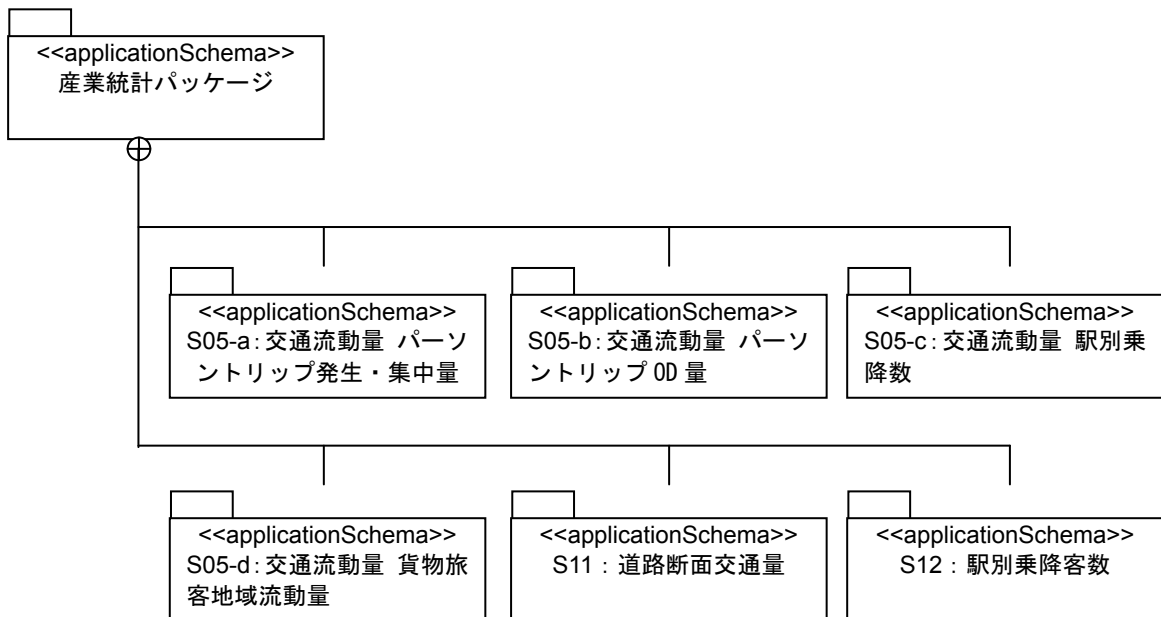 <<applicationSchema>>
産業統計パッケージ
<<applicationSchema>>
S05-a:交通流動量 パーソ
ントリップ発生・集中量
<<applicationSchema>>
S05-b:交通流動量 パーソ
ントリップ OD 量
<<applicationSchema>>
S05-c:交通流動量 駅別乗
降数
<<applicationSchema>>
S05-d:交通流動量 貨物旅
客地域流動量
<<applicationSchema>>
S11：道路断面交通量
<<applicationSchema>>
S12：駅別乗降客数